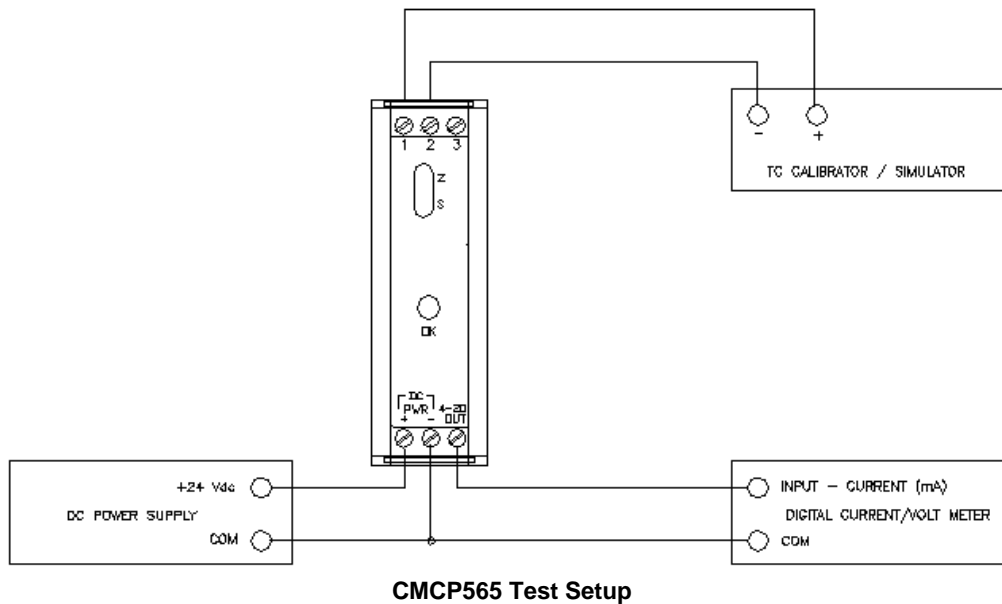 1 2 3
Z
S
OK
DC
PWR 4-20
+ - OUT
- +
TC CALIBRATOR / SIMULATOR
+24 Vdc
DC POWER SUPPLY
COM
INPUT - CURRENT (mA)
DIGITAL CURRENT/VOLT METER
COM
CMCP565 Test Setup